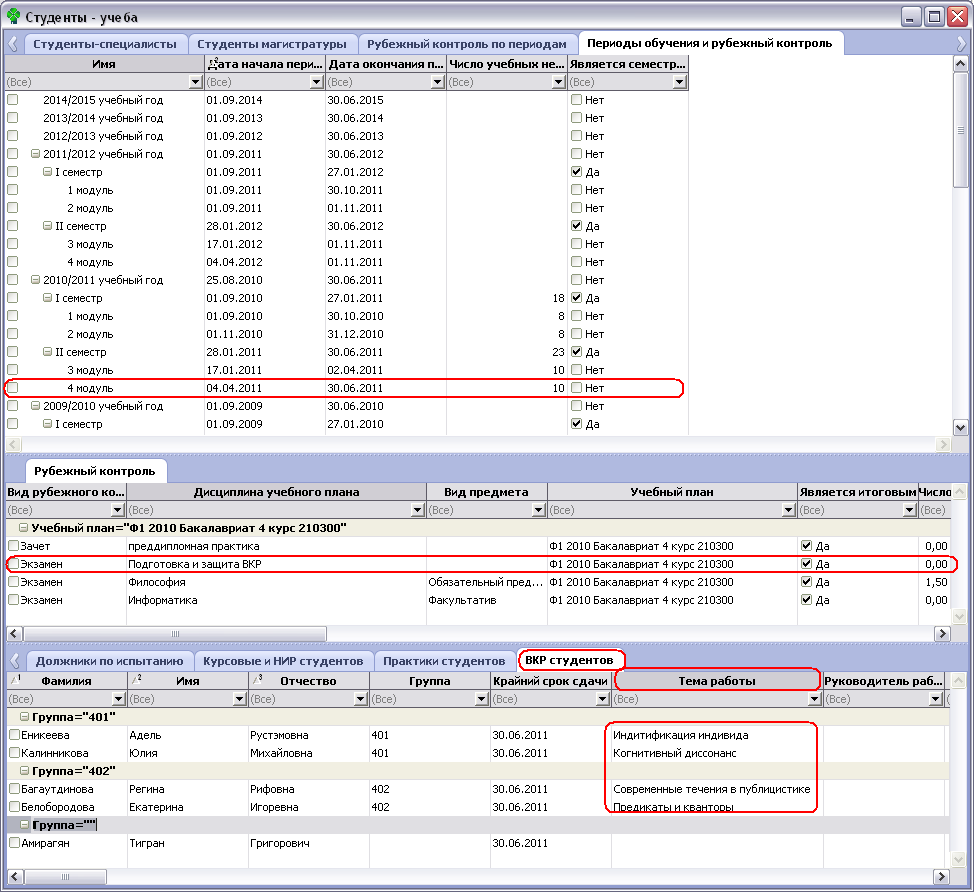 Студенты - учеба
Студенты-специалисты Студенты магистратуры Рубежный контроль по периодам Периоды обучения и рубежный контроль
Имя Дата начала пери... Дата окончания п... Число учебных не... Является семестр...
(Все) (Все) (Все) (Все) (Все)
2014/2015 учебный год 01.09.2014 30.06.2015 Нет
2013/2014 учебный год 01.09.2013 30.06.2014 Нет
2012/2013 учебный год 01.09.2012 30.06.2013 Нет
2011/2012 учебный год 01.09.2011 30.06.2012 Нет
I семестр 01.09.2011 27.01.2012 Да
1 модуль 01.09.2011 30.10.2011 Нет
2 модуль 01.09.2011 01.11.2011 Нет
II семестр 28.01.2012 30.06.2012 Да
3 модуль 17.01.2012 01.11.2011 Нет
4 модуль 04.04.2012 01.11.2011 Нет
2010/2011 учебный год 25.08.2010 30.06.2011 Нет
I семестр 01.09.2010 27.01.2011 18 Да
1 модуль 01.09.2010 30.10.2010 8 Нет
2 модуль 01.11.2010 31.12.2010 8 Нет
II семестр 28.01.2011 30.06.2011 23 Да
3 модуль 17.01.2011 02.04.2011 10 Нет
4 модуль 04.04.2011 30.06.2011 10 Нет
2009/2010 учебный год 01.09.2009 30.06.2010 Нет
I семестр 01.09.2009 27.01.2010 Да
Рубежный контроль
Вид рубежного ко... Дисциплина учебного плана Вид предмета Учебный план Является итоговым Число
(Все) (Все) (Все) (Все) (Все) (Все)
Учебный план="Ф1 2010 Бакалавриат 4 курс 210300"
Зачет преддипломная практика Ф1 2010 Бакалавриат 4 курс 210300 Да 0,00
Экзамен Подготовка и защита ВКР Ф1 2010 Бакалавриат 4 курс 210300 Да 0,00
Экзамен Философия Обязательный пред... Ф1 2010 Бакалавриат 4 курс 210300 Да 1,50
Экзамен Информатика Факультатив Ф1 2010 Бакалавриат 4 курс 210300 Да 0,00
Должники по испытанию Курсовые и НИР студентов Практики студентов ВКР студентов
1 Фамилия 2 Имя 3 Отчество Группа Крайний срок сдачи Тема работы Руководитель раб...
(Все) (Все) (Все) (Все) (Все) (Все) (Все)
Группа="401"
Еникеева Адель Рустэмовна 401 30.06.2011 Индитификация индивида
Калинникова Юлия Михайловна 401 30.06.2011 Когнитивный диссонанс
Группа="402"
Багаутдинова Регина Рифовна 402 30.06.2011 Современные течения в публицистике
Белобородова Екатерина Игоревна 402 30.06.2011 Предикаты и кванторы
Группа=""
Амирагян Тигран Григорович 30.06.2011